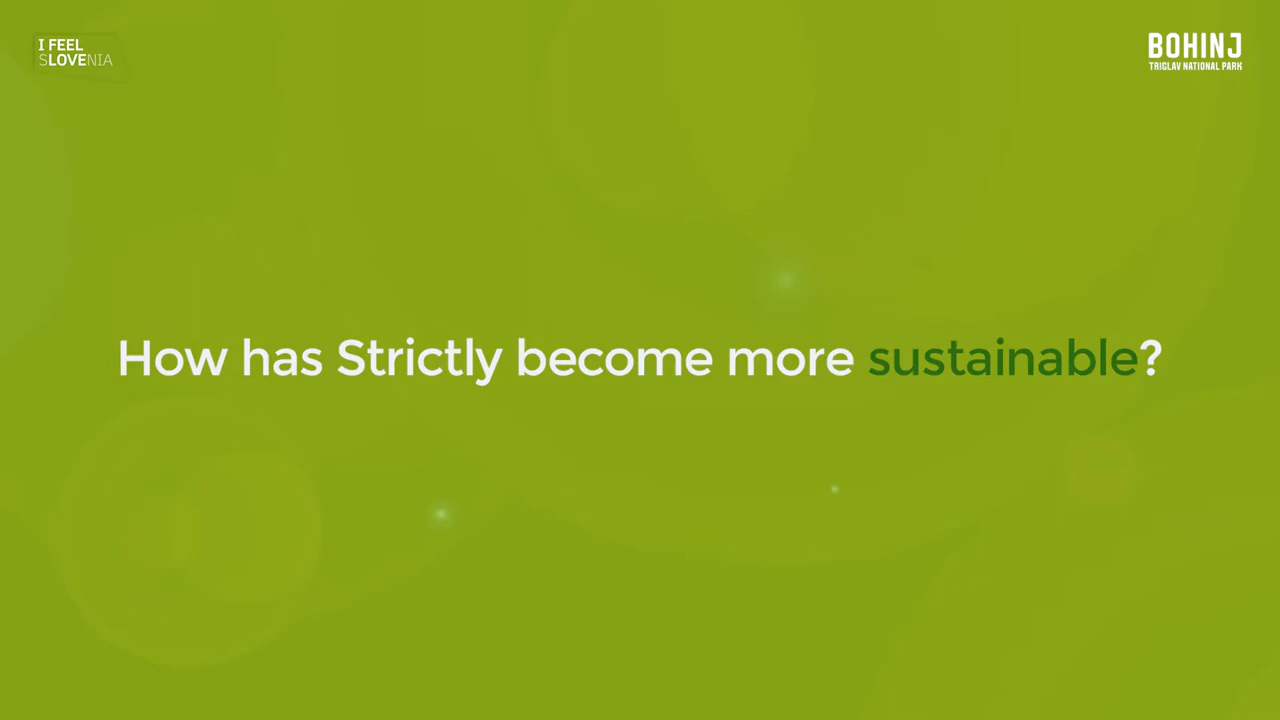 I FEEL
SLOVENIA
BOHINJ
TRIGLAV NATIONAL PARK
How has Strictly become more sustainable?